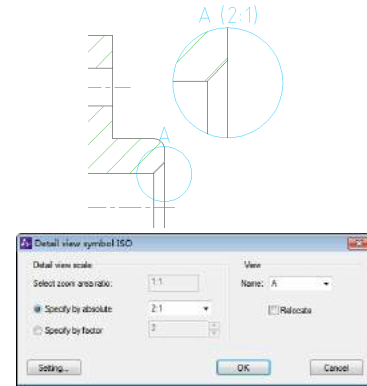 A (2:1)
A
Detail view symbol ISO
Detail view scale
View
Select zoom area ratio:
1:1
Name:
A
Specify by absolute
2:1
Relocate
Specify by factor
2
Setting...
OK
Cancel